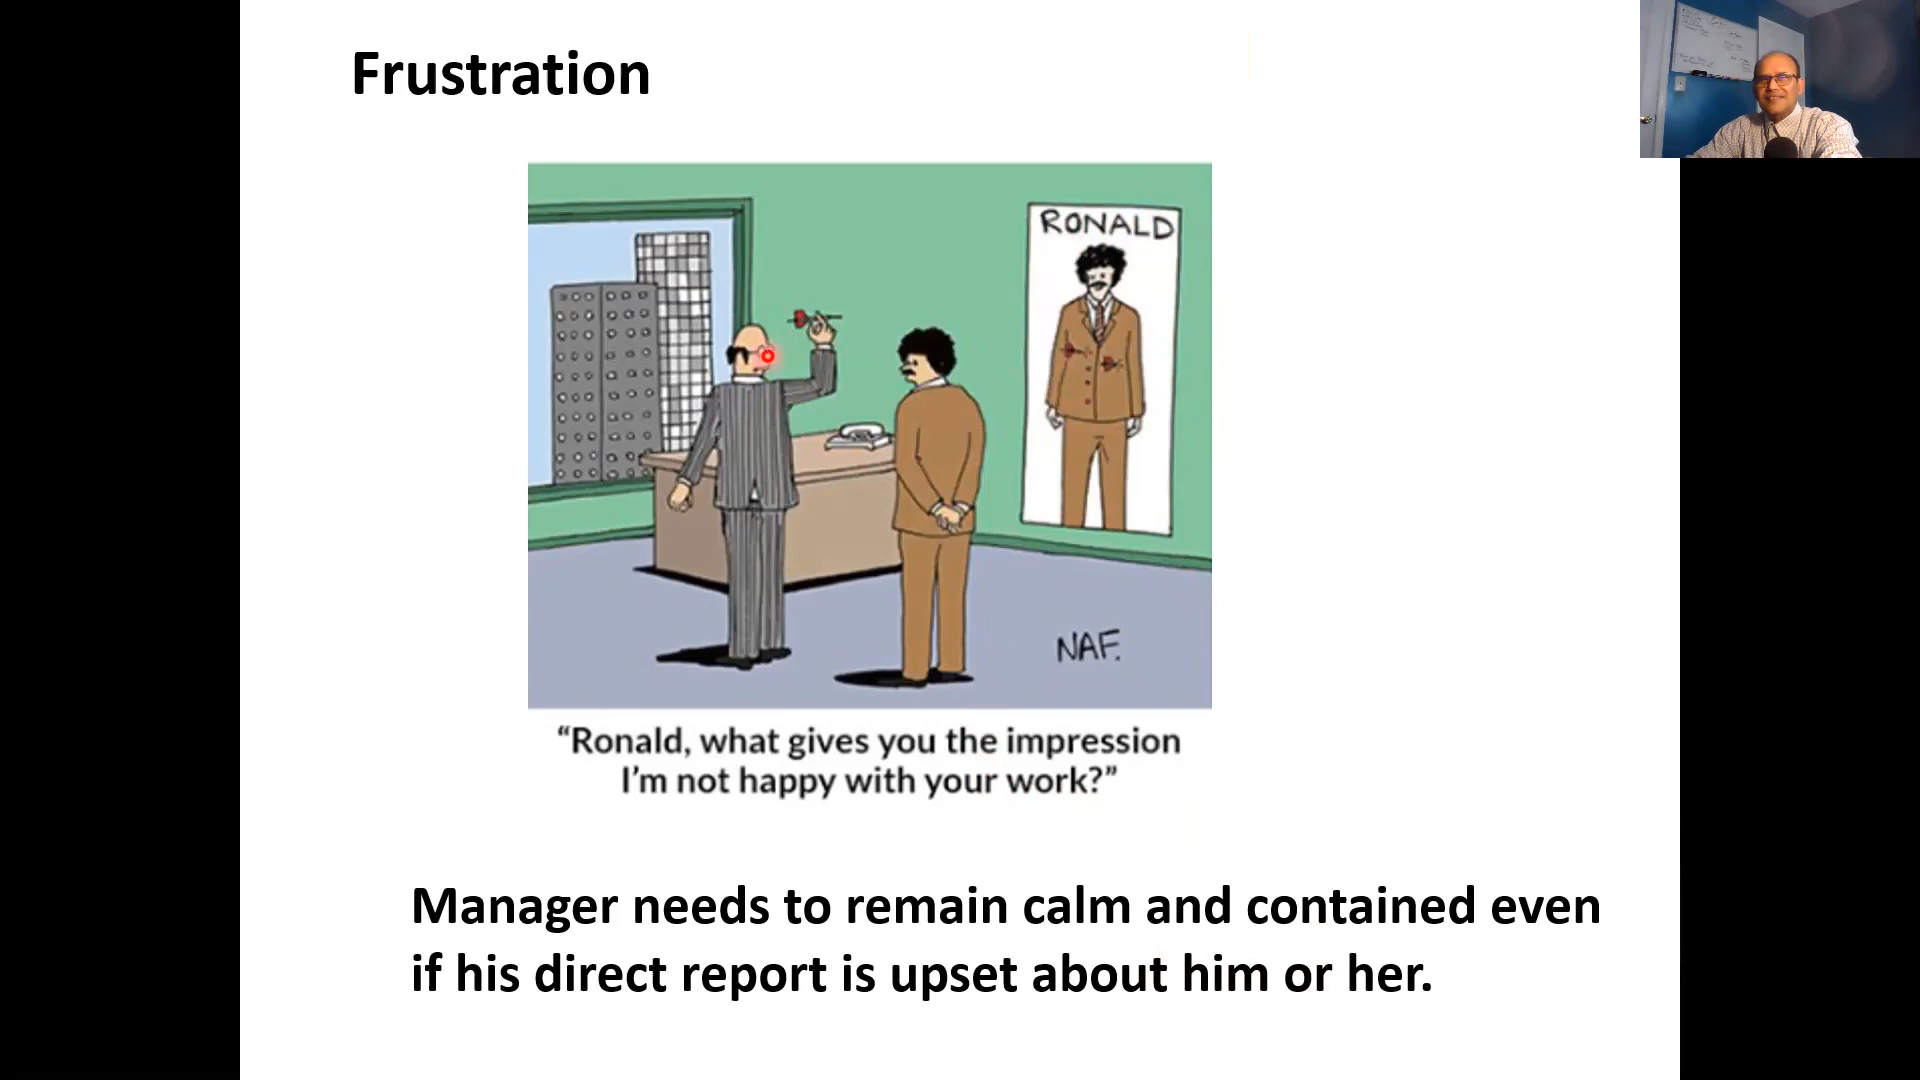 Frustration
RONALD
NAF.
“Ronald, what gives you the impression
I’m not happy with your work?”
Manager needs to remain calm and contained even
if his direct report is upset about him or her.